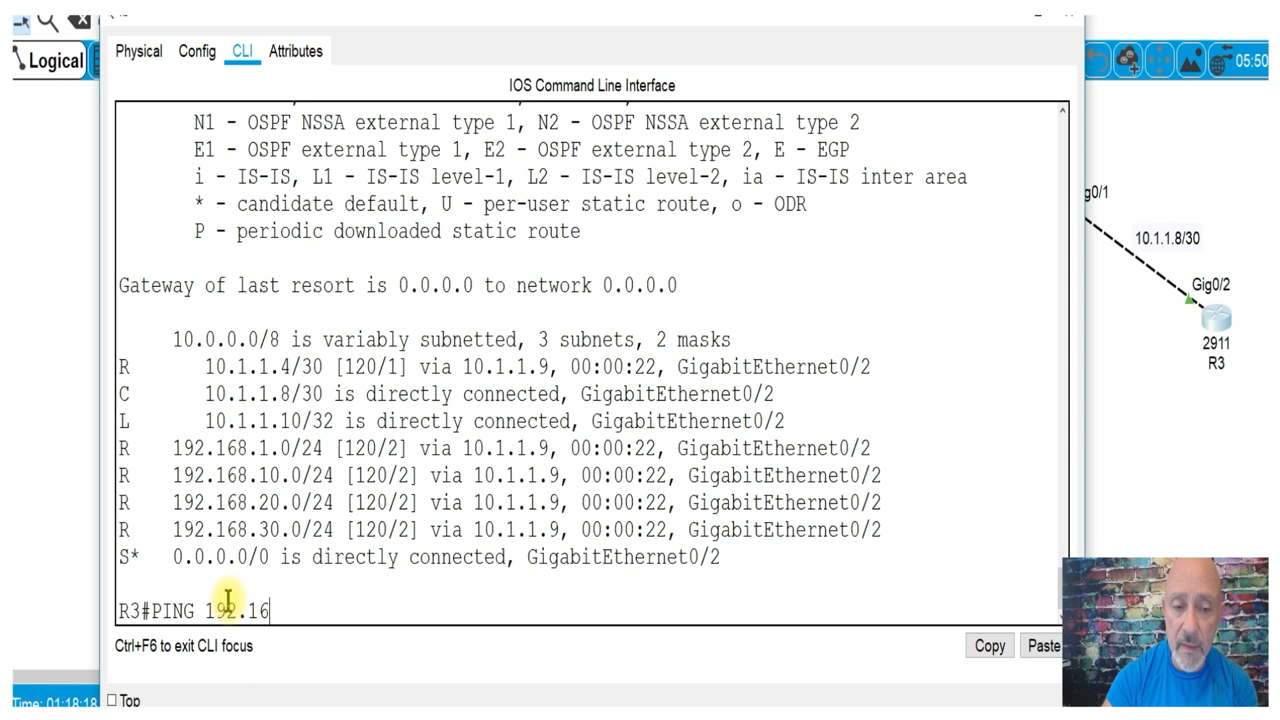 Physical Config CLI Attributes
Logical
05:50
IOS Command Line Interface
N1 - OSPF NSSA external type 1, N2 - OSPF NSSA external type 2
E1 - OSPF external type 1, E2 - OSPF external type 2, E - EGP
i - IS-IS, L1 - IS-IS level-1, L2 - IS-IS level-2, ia - IS-IS inter area
* - candidate default, U - per-user static route, o - ODR
P - periodic downloaded static route
Gateway of last resort is 0.0.0.0 to network 0.0.0.0
10.0.0.0/8 is variably subnetted, 3 subnets, 2 masks
R 10.1.1.4/30 [120/1] via 10.1.1.9, 00:00:22, GigabitEthernet0/2
C 10.1.1.8/30 is directly connected, GigabitEthernet0/2
L 10.1.1.10/32 is directly connected, GigabitEthernet0/2
R 192.168.1.0/24 [120/2] via 10.1.1.9, 00:00:22, GigabitEthernet0/2
R 192.168.10.0/24 [120/2] via 10.1.1.9, 00:00:22, GigabitEthernet0/2
R 192.168.20.0/24 [120/2] via 10.1.1.9, 00:00:22, GigabitEthernet0/2
R 192.168.30.0/24 [120/2] via 10.1.1.9, 00:00:22, GigabitEthernet0/2
S* 0.0.0.0/0 is directly connected, GigabitEthernet0/2
R3#PING 192.16
Ctrl+F6 to exit CLI focus
Copy Paste
Top
Time: 01:18:18
g0/1
10.1.1.8/30
Gig0/2
2911
R3